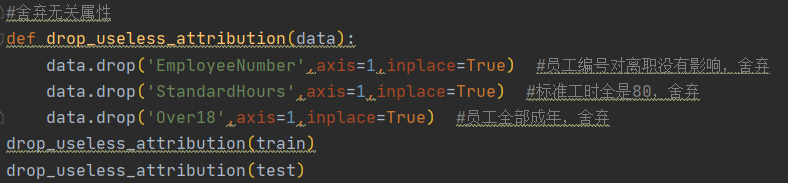 #舍弃无关属性
def drop_useless_attribution(data):
    data.drop('EmployeeNumber',axis=1,inplace=True)  #员工编号对离职没有影响，舍弃
    data.drop('StandardHours',axis=1,inplace=True)  #标准工时全是80，舍弃
    data.drop('Over18',axis=1,inplace=True)  #员工全部成年，舍弃
drop_useless_attribution(train)
drop_useless_attribution(test)